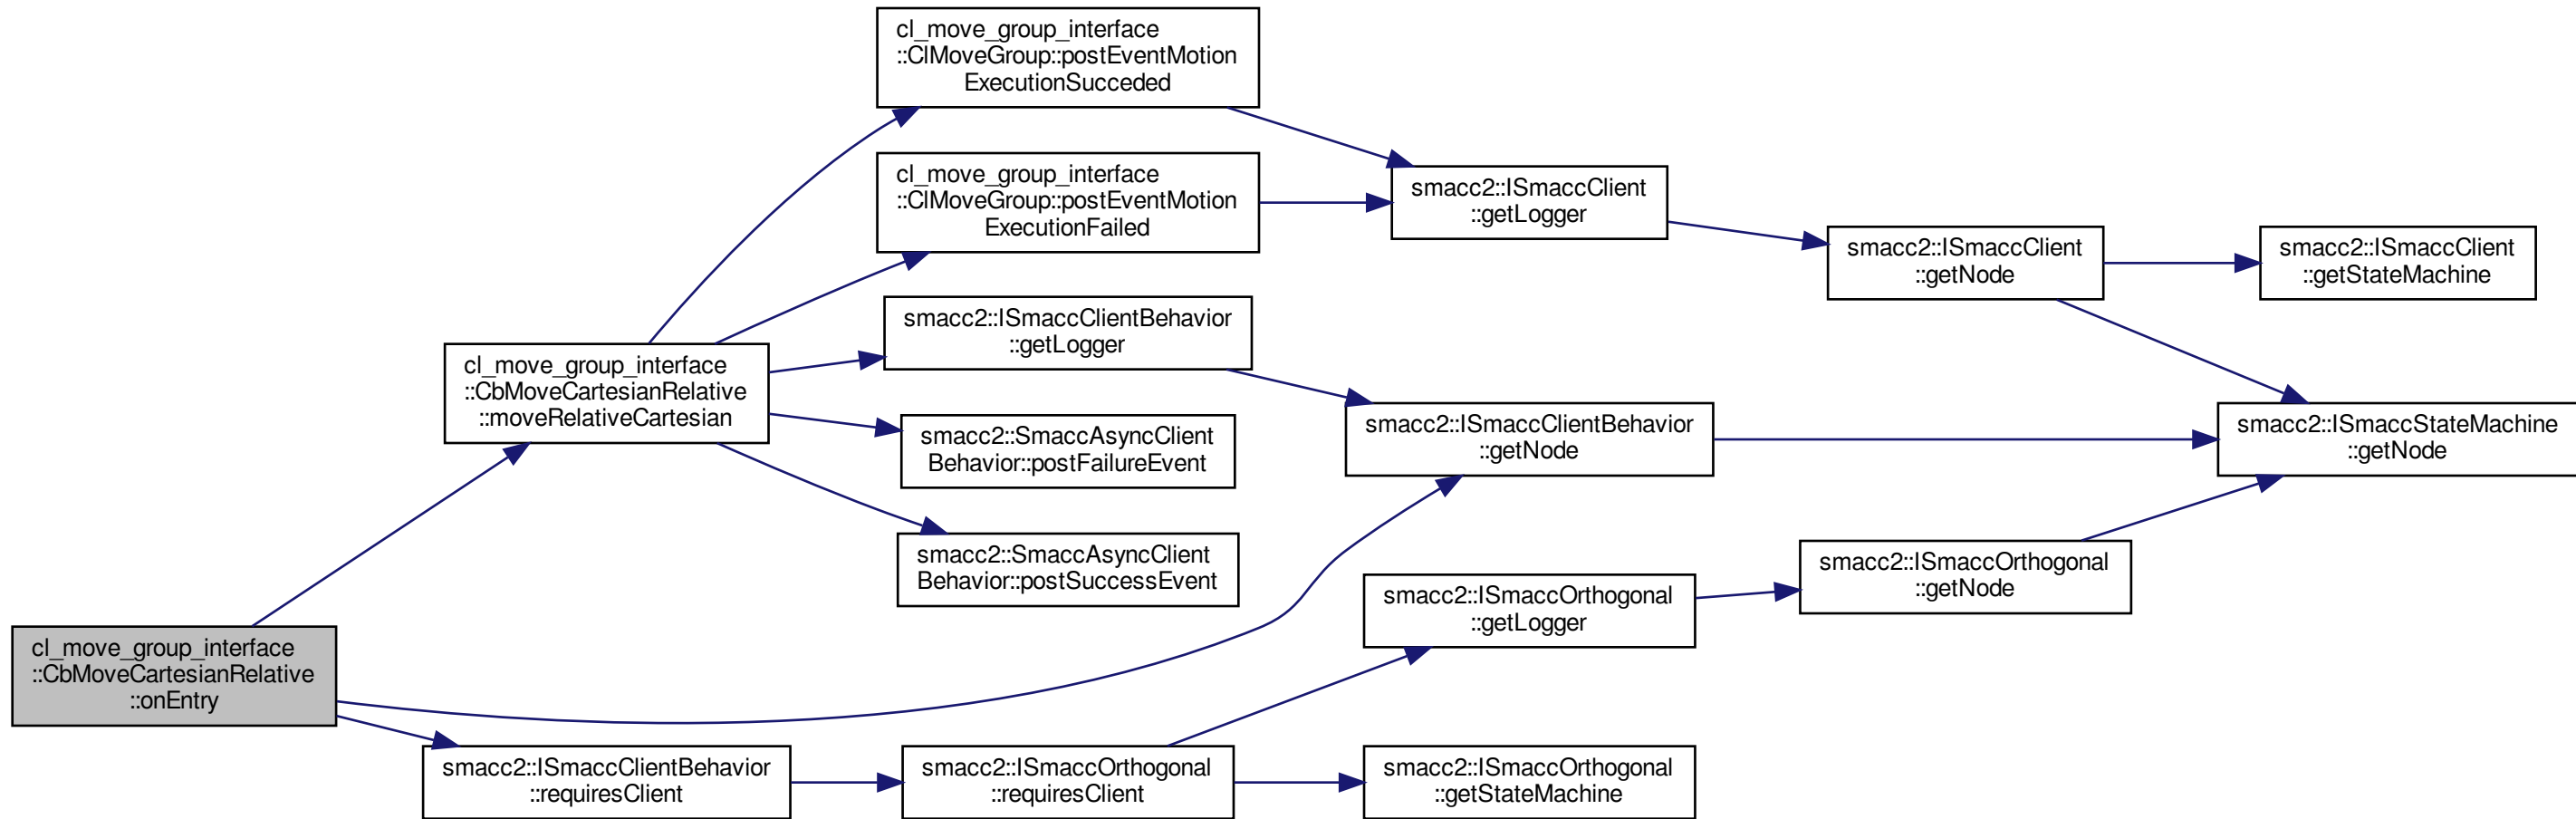 cl_move_group_interface
::ClMoveGroup::postEventMotion
ExecutionSucceded
cl_move_group_interface
::ClMoveGroup::postEventMotion
ExecutionFailed
smacc2::ISmaccClient
::getLogger
smacc2::ISmaccClient
::getNode
smacc2::ISmaccClient
::getStateMachine
smacc2::ISmaccClientBehavior
::getLogger
cl_move_group_interface
::CbMoveCartesianRelative
::moveRelativeCartesian
smacc2::SmaccAsyncClient
Behavior::postFailureEvent
smacc2::ISmaccClientBehavior
::getNode
smacc2::ISmaccStateMachine
::getNode
smacc2::SmaccAsyncClient
Behavior::postSuccessEvent
smacc2::ISmaccOrthogonal
::getLogger
smacc2::ISmaccOrthogonal
::getNode
cl_move_group_interface
::CbMoveCartesianRelative
::onEntry
smacc2::ISmaccClientBehavior
::requiresClient
smacc2::ISmaccOrthogonal
::requiresClient
smacc2::ISmaccOrthogonal
::getStateMachine